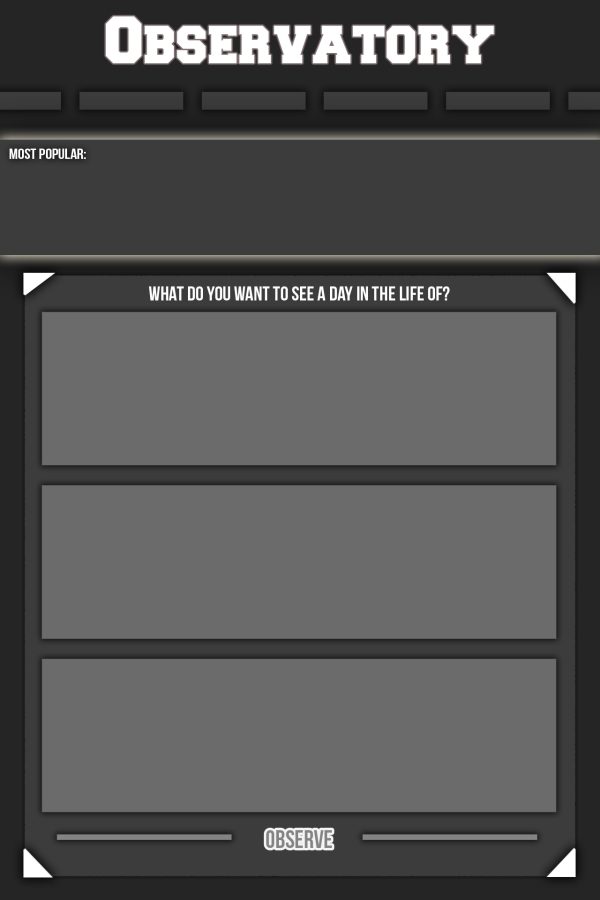 OBSERVATORY
MOST POPULAR:
WHAT DO YOU WANT TO SEE A DAY IN THE LIFE OF?
OBSERVE